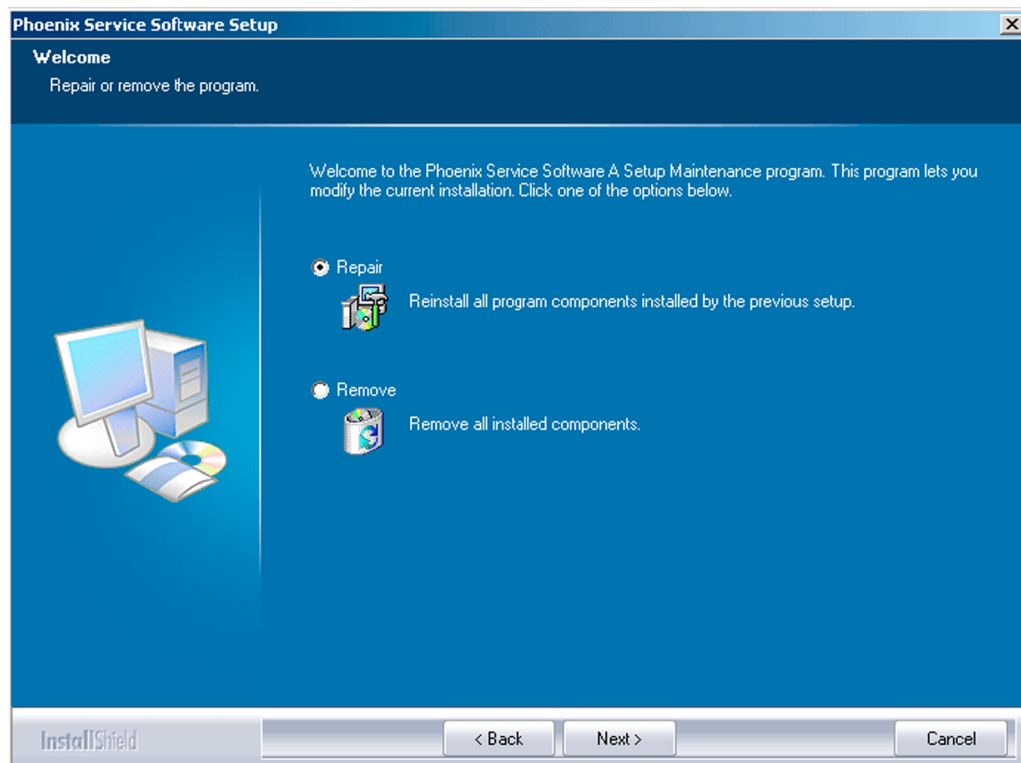 Phoenix Service Software Setup
Welcome
Repair or remove the program.
Welcome to the Phoenix Service Software A Setup Maintenance program. This program lets you
modify the current installation. Click one of the options below.
Repair
Reinstall all program components installed by the previous setup.
Remove
Remove all installed components.
InstallShield
< Back
Next >
Cancel